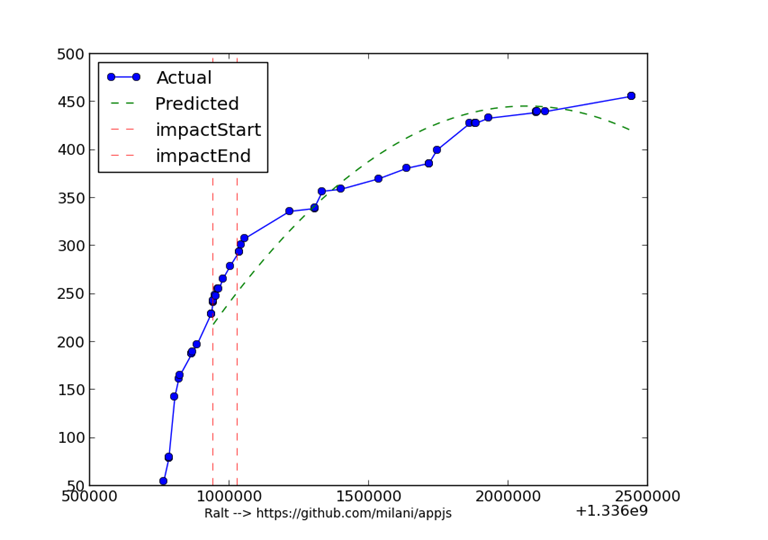 500
450
400
350
300
250
200
150
100
50
Actual
Predicted
impactStart
impactEnd
500000 1000000 1500000 2000000 2500000
+1.336e9
Ralt --> https://github.com/milani/appjs